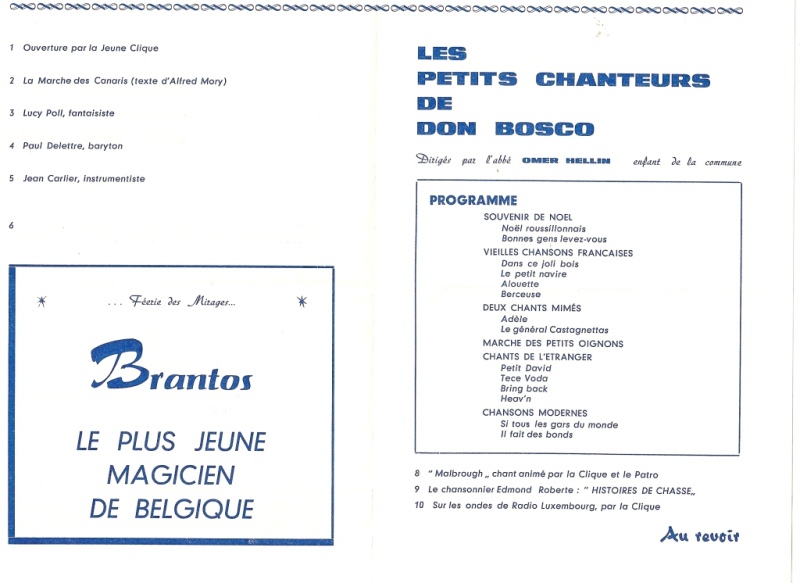 1 Ouverture par la Jeune Clique
2 La Marche des Canaris (texte d'Alfred Mory)
3 Lucy Poll, fantaisiste
4 Paul Delettre, baryton
5 Jean Carlier, instrumentiste
6
... Féerie des Mirages...
Brantos
LE PLUS JEUNE
MAGICIEN
DE BELGIQUE
LES
PETITS CHANTEURS
DE
DON BOSCO
Dirigés par l'abbé OMER HELLIN enfant de la commune
PROGRAMME
SOUVENIR DE NOEL
Noël roussillonnais
Bonnes gens levez-vous
VIEILLES CHANSONS FRANCAISES
Dans ce joli bois
Le petit navire
Alouette
Berceuse
DEUX CHANTS MIMÉS
Adèle
Le général Castagnettas
MARCHE DES PETITS OIGNONS
CHANTS DE L'ETRANGER
Petit David
Tece Voda
Bring back
Heav'n
CHANSONS MODERNES
Si tous les gars du monde
Il fait des bonds
8 " Malbrough „ chant animé par la Clique et le Patro
9 Le chansonnier Edmond Roberte : " HISTOIRES DE CHASSE„
10 Sur les ondes de Radio Luxembourg, par la Clique
Au revoir